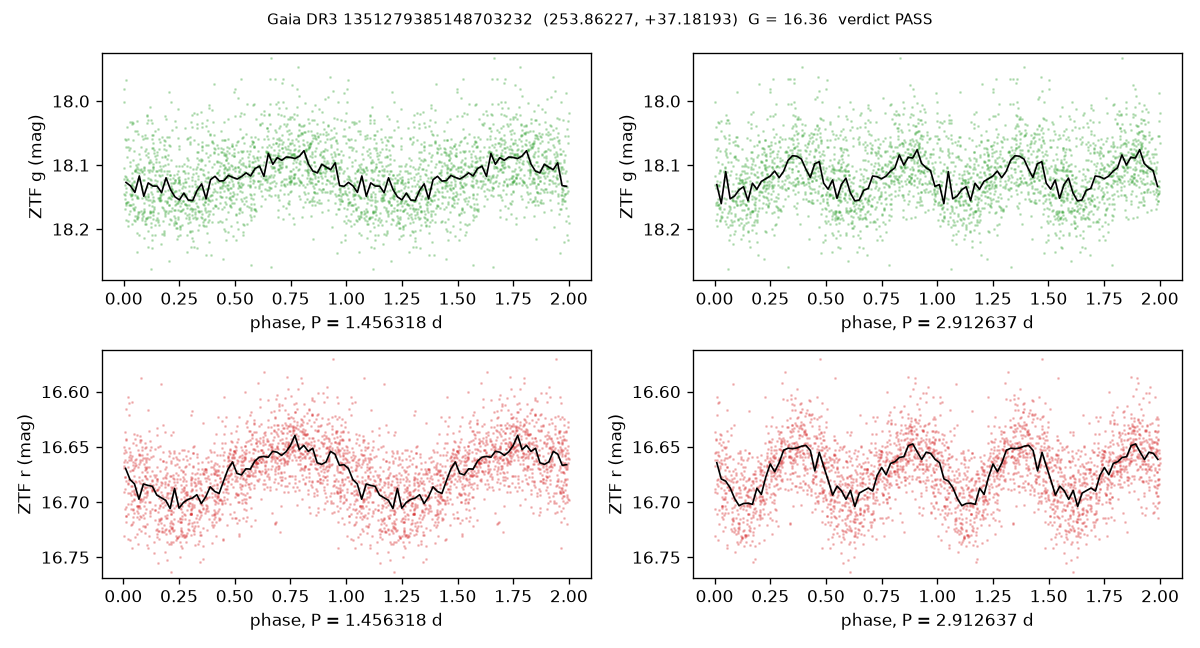 Gaia DR3 1351279385148703232 (253.86227, +37.18193) G = 16.36 verdict PASS
ZTF g (mag)
18.0
18.1
18.2
0.00 0.25 0.50 0.75 1.00 1.25 1.50 1.75 2.00
phase, P = 1.456318 d
ZTF g (mag)
18.0
18.1
18.2
0.00 0.25 0.50 0.75 1.00 1.25 1.50 1.75 2.00
phase, P = 2.912637 d
ZTF r (mag)
16.60
16.65
16.70
16.75
0.00 0.25 0.50 0.75 1.00 1.25 1.50 1.75 2.00
phase, P = 1.456318 d
ZTF r (mag)
16.60
16.65
16.70
16.75
0.00 0.25 0.50 0.75 1.00 1.25 1.50 1.75 2.00
phase, P = 2.912637 d